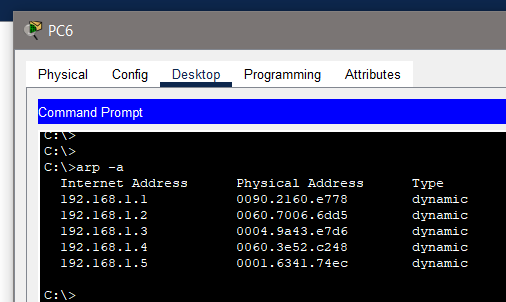 PC6
Physical Config Desktop Programming Attributes
Command Prompt
C:\>
C:\>
C:\>arp -a
Internet Address Physical Address Type
192.168.1.1 0090.2160.e778 dynamic
192.168.1.2 0060.7006.6dd5 dynamic
192.168.1.3 0004.9a43.e7d6 dynamic
192.168.1.4 0060.3e52.c248 dynamic
192.168.1.5 0001.6341.74ec dynamic
C:\>